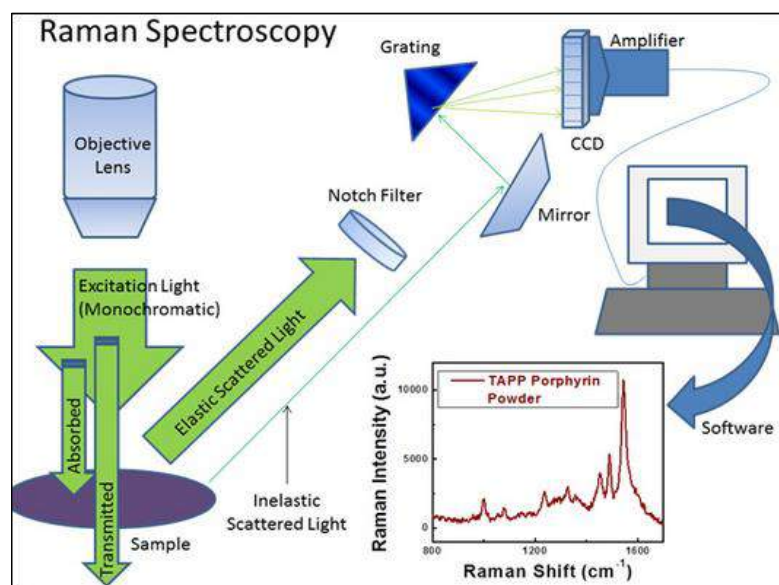 Raman Spectroscopy
Grating
Amplifier
Objective
Lens
CCD
Notch Filter
Mirror
Excitation Light
(Monochromatic)
Elastic Scattered Light
Absorbed
Transmitted
Sample
Inelastic
Scattered Light
Software
TAPP Porphyrin
Powder
Raman Intensity (a.u.)
10000
5000
0
800
1200
1600
Raman Shift (cm⁻¹)